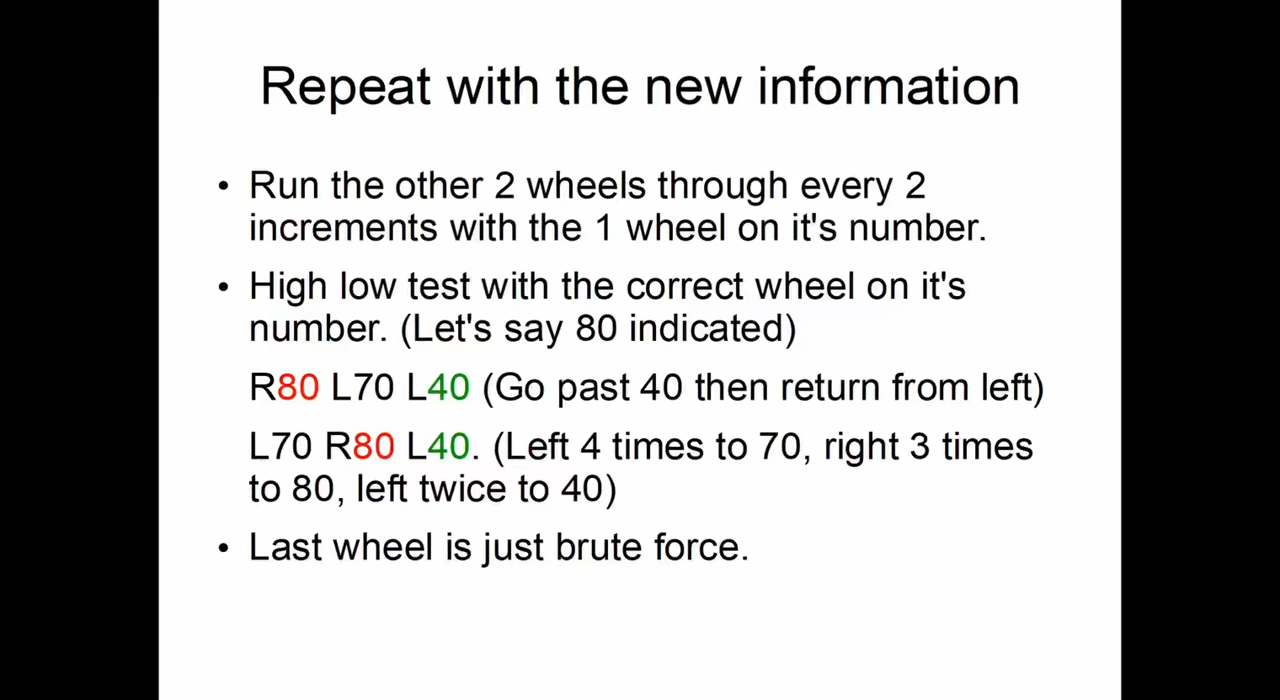 Repeat with the new information
• Run the other 2 wheels through every 2
increments with the 1 wheel on it's number.
• High low test with the correct wheel on it's
number. (Let's say 80 indicated)
R80 L70 L40 (Go past 40 then return from left)
L70 R80 L40. (Left 4 times to 70, right 3 times
to 80, left twice to 40)
• Last wheel is just brute force.